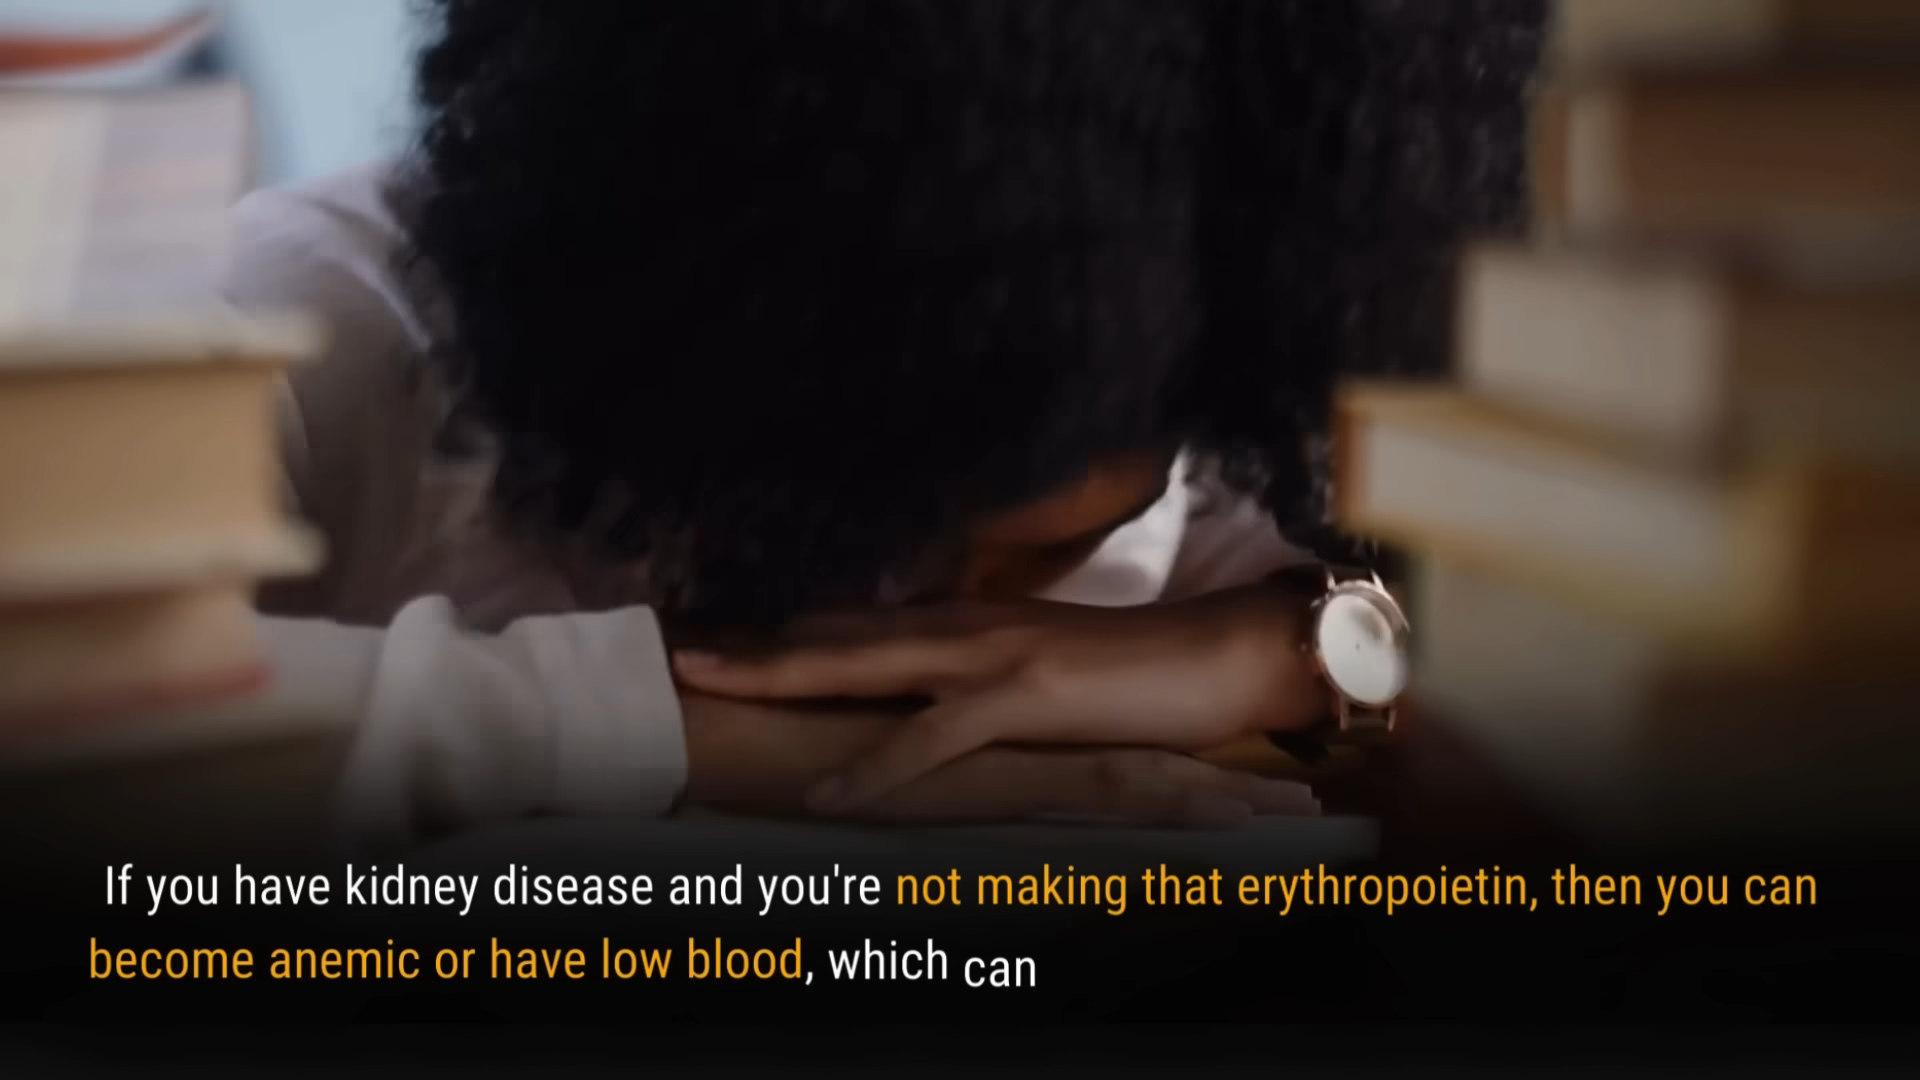 If you have kidney disease and you're not making that erythropoietin, then you can
become anemic or have low blood, which can